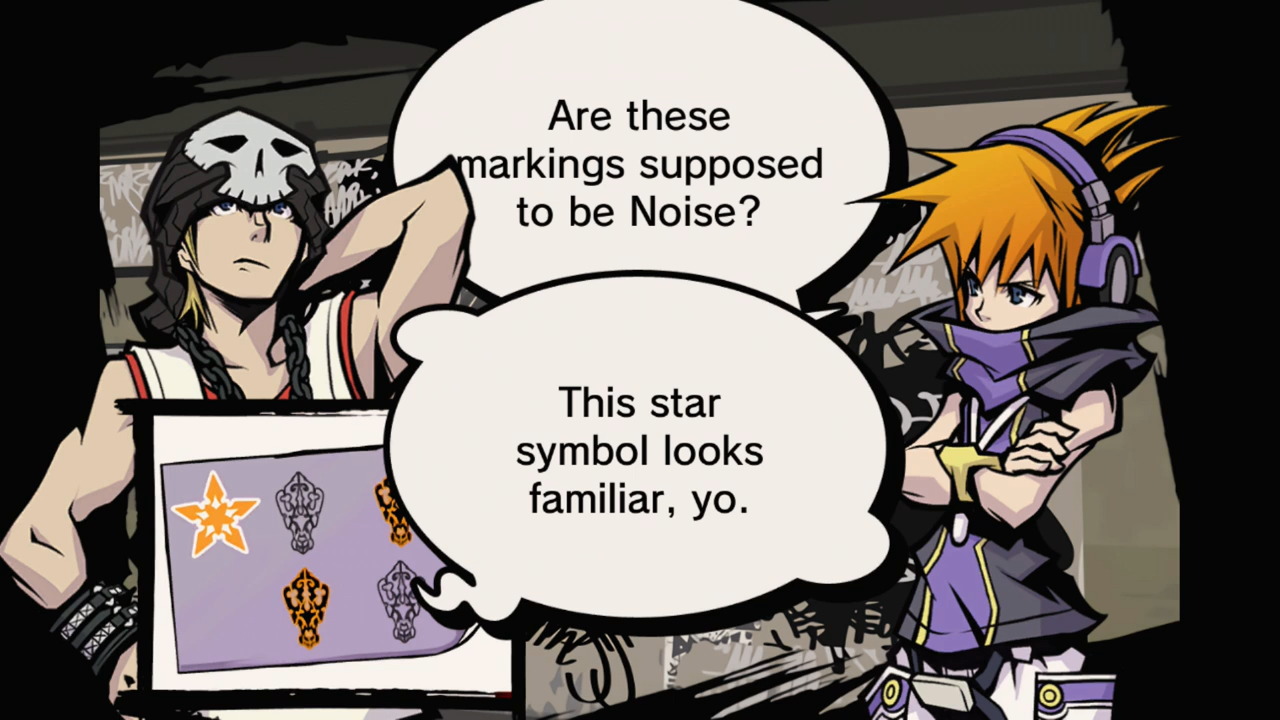 Are these
markings supposed
to be Noise?
This star
symbol looks
familiar, yo.